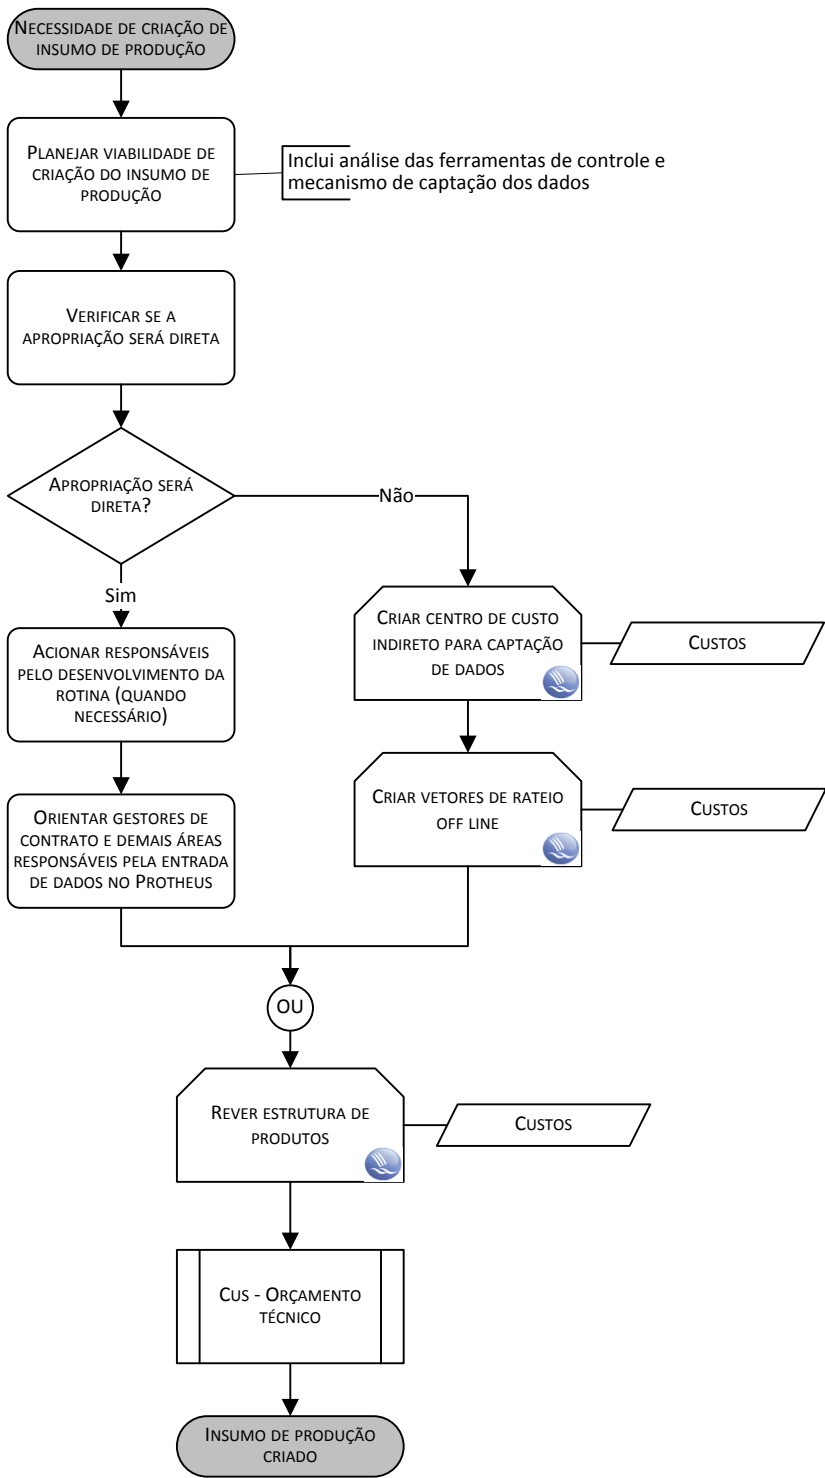 Necessidade de criação de
insumo de produção
Planejar viabilidade de
criação do insumo de
produção
Inclui análise das ferramentas de controle e
mecanismo de captação dos dados
Verificar se a
apropriação será direta
Apropriação será
direta?
Não
Sim
Criar centro de custo
indireto para captação
de dados
Custos
Acionar responsáveis
pelo desenvolvimento da
rotina (quando
necessário)
Criar vetores de rateio
off line
Custos
Orientar gestores de
contrato e demais áreas
responsáveis pela entrada
de dados no Protheus
OU
Rever estrutura de
produtos
Custos
Cus - Orçamento
técnico
Insumo de produção
criado